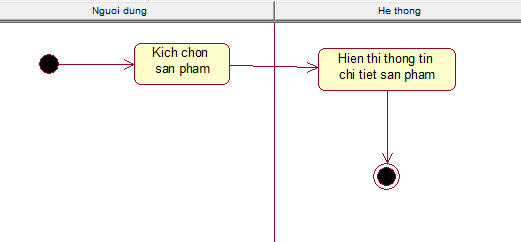 Nguoi dung
He thong
Kich chon
san pham
Hien thi thong tin
chi tiet san pham